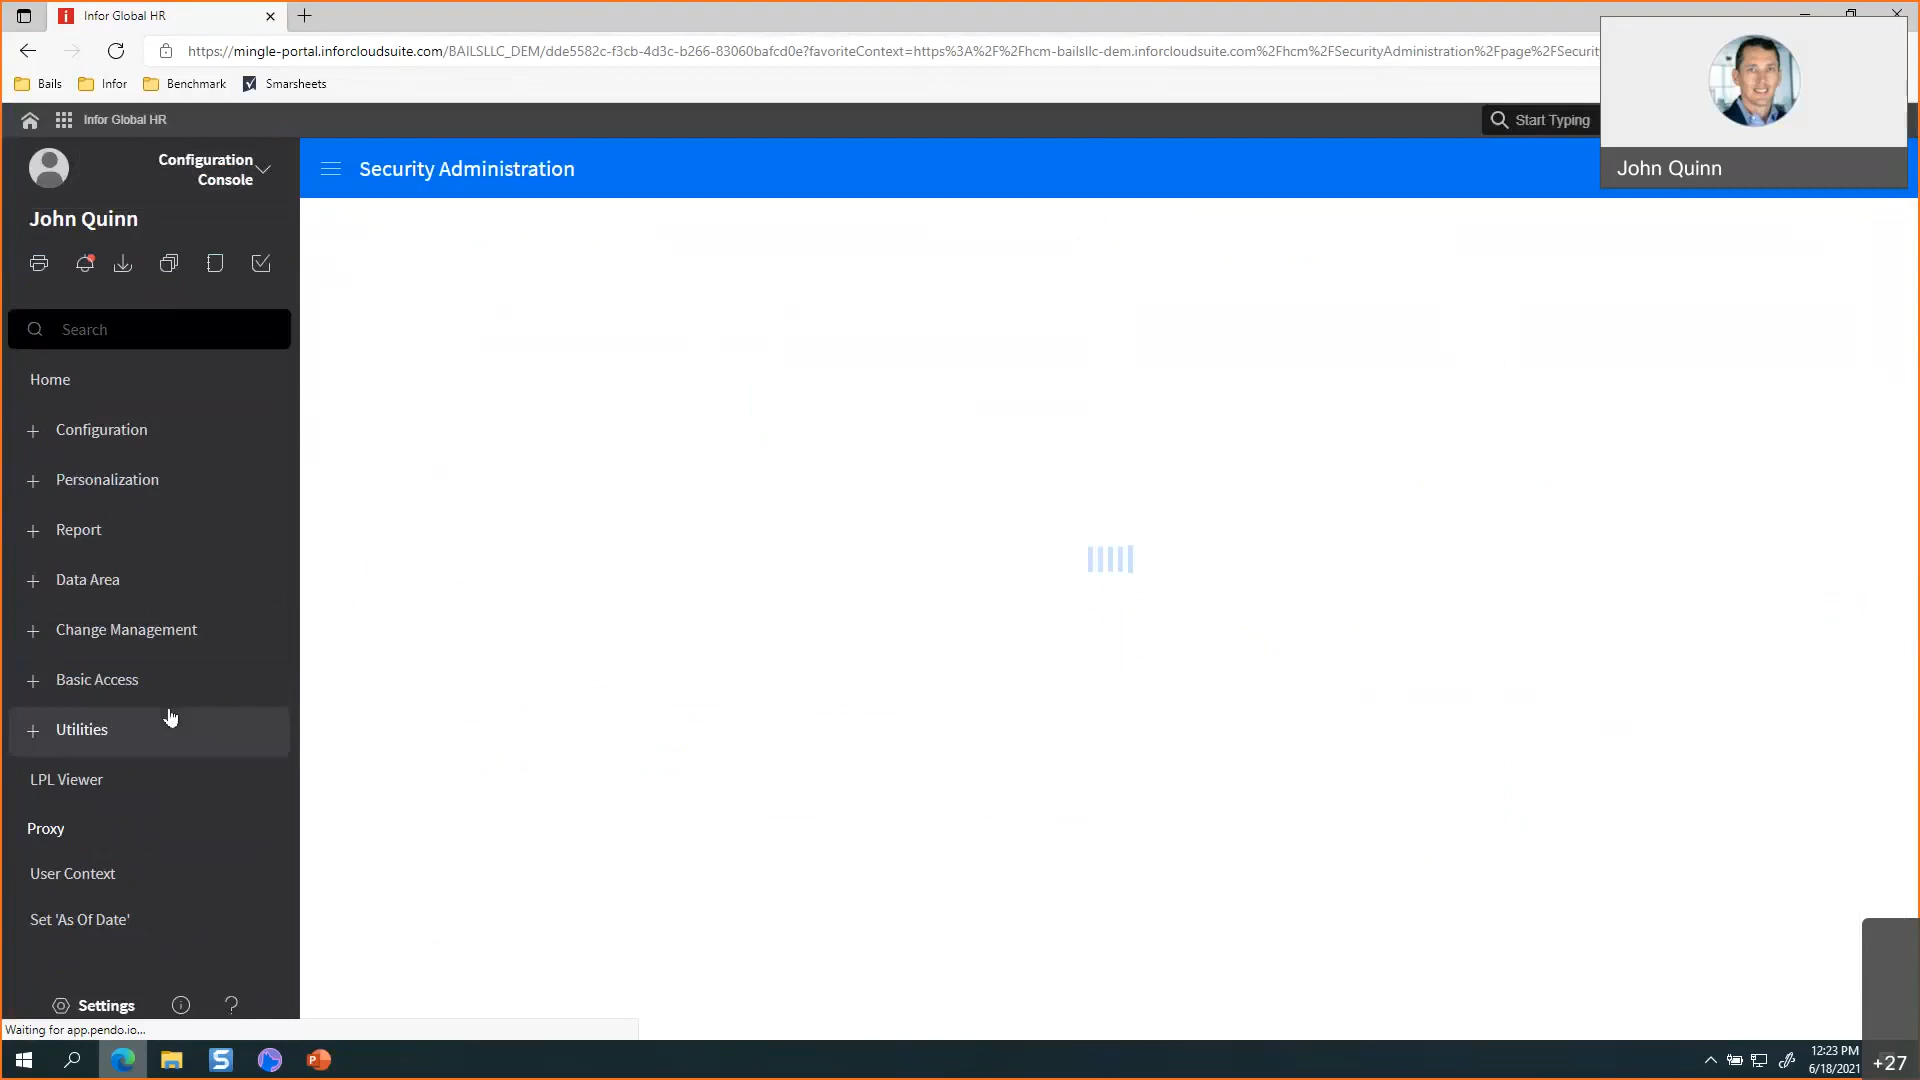 Infor Global HR
https://mingle-portal.inforcloudsuite.com/BAILSLLC_DEM/dde5582c-f3cb-4d3c-b266-83060bafcd0e?favoriteContext=https%3A%2F%2Fhcm-bailsllc-dem.inforcloudsuite.com%2Fhcm%2FSecurityAdministration%2Fpage%2FSecurit
Bails
Infor
Benchmark
Smarsheets
Infor Global HR
Start Typing
Configuration
Console
Security Administration
John Quinn
John Quinn
Search
Home
Configuration
Personalization
Report
Data Area
Change Management
Basic Access
Utilities
LPL Viewer
Proxy
User Context
Set 'As Of Date'
Settings
Waiting for app.pendo.io...
12:23 PM
6/18/2021
+27